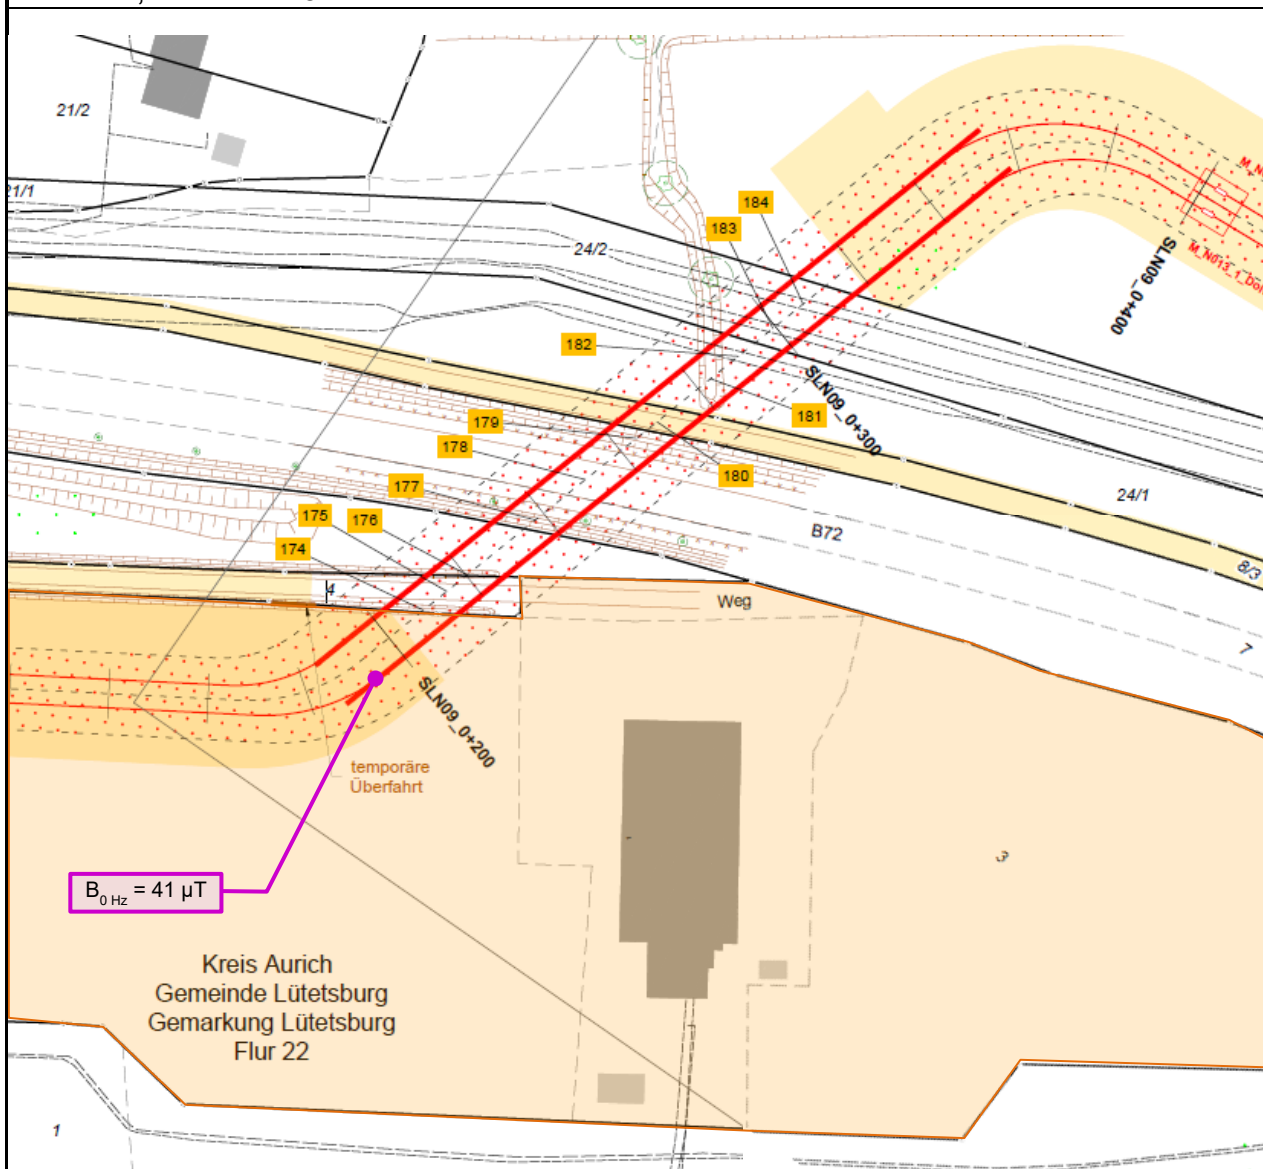 21/2
21/1
24/2
184
183
182
181
180
179
178
177
176
175
174
M_N013_1_Dol
SLN09_0+400
SLN09_0+300
SLN09_0+200
24/1
8/3
B72
7
4
Weg
temporäre
Überfahrt
3
B0 Hz = 41 µT
Kreis Aurich
Gemeinde Lütetsburg
Gemarkung Lütetsburg
Flur 22
1